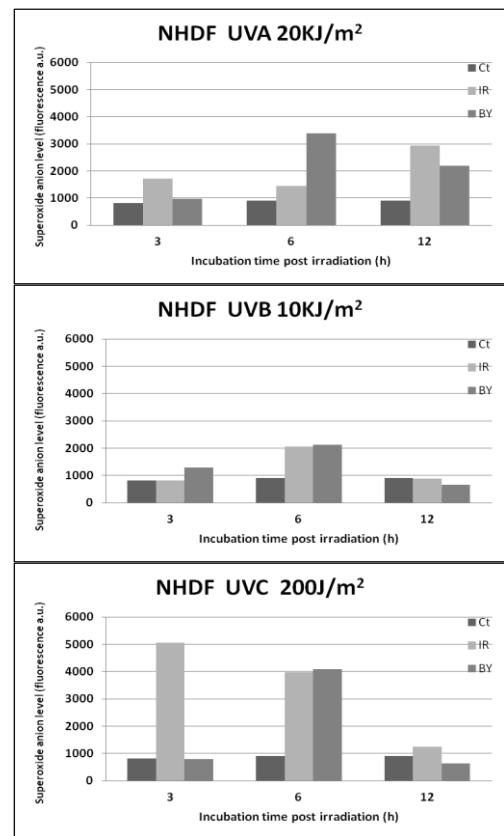 NHDF UVA 20KJ/m²
Superoxide anion level (fluorescence a.u.)
6000
5000
4000
3000
2000
1000
0
Ct
IR
BY
3 6 12
Incubation time post irradiation (h)
NHDF UVB 10KJ/m²
Superoxide anion level (fluorescence a.u.)
6000
5000
4000
3000
2000
1000
0
Ct
IR
BY
3 6 12
Incubation time post irradiation (h)
NHDF UVC 200J/m²
Superoxide anion level (fluorescence a.u.)
6000
5000
4000
3000
2000
1000
0
Ct
IR
BY
3 6 12
Incubation time post irradiation (h)